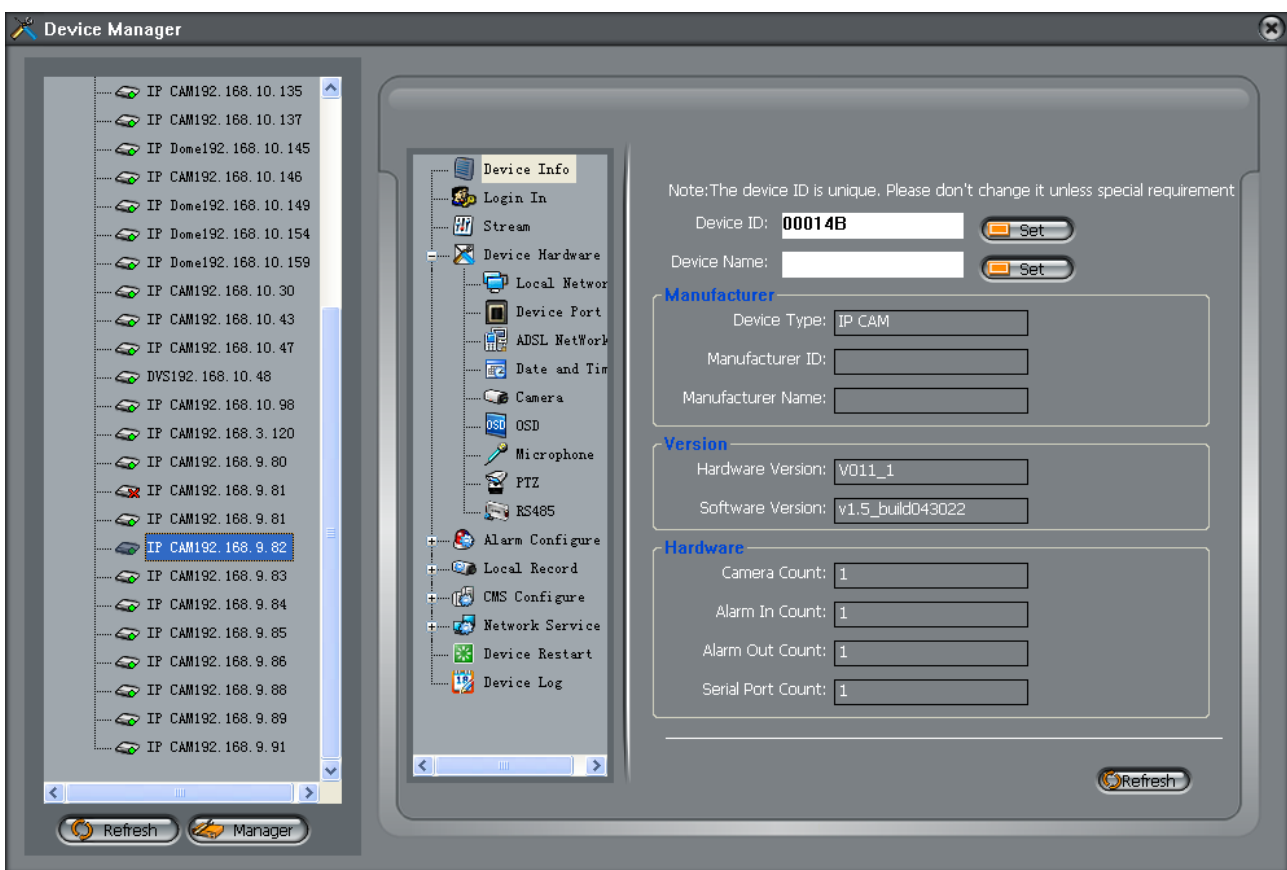 Device Manager
IP CAM192.168.10.135
IP CAM192.168.10.137
IP Dome192.168.10.145
IP CAM192.168.10.146
IP Dome192.168.10.149
IP Dome192.168.10.154
IP Dome192.168.10.159
IP CAM192.168.10.30
IP CAM192.168.10.43
IP CAM192.168.10.47
DVS192.168.10.48
IP CAM192.168.10.98
IP CAM192.168.3.120
IP CAM192.168.9.80
IP CAM192.168.9.81
IP CAM192.168.9.81
IP CAM192.168.9.82
IP CAM192.168.9.83
IP CAM192.168.9.84
IP CAM192.168.9.85
IP CAM192.168.9.86
IP CAM192.168.9.88
IP CAM192.168.9.89
IP CAM192.168.9.91
Refresh Manager
Device Info
Login In
Stream
Device Hardware
Local Networ
Device Port
ADSL NetWork
Date and Tim
Camera
OSD OSD
Microphone
PTZ
RS485
Alarm Configure
Local Record
CMS Configure
Network Service
Device Restart
18 Device Log
Note:The device ID is unique. Please don't change it unless special requirement
Device ID: 00014B Set
Device Name: Set
Manufacturer
Device Type: IP CAM
Manufacturer ID:
Manufacturer Name:
Version
Hardware Version: V011_1
Software Version: v1.5_build043022
Hardware
Camera Count: 1
Alarm In Count: 1
Alarm Out Count: 1
Serial Port Count: 1
Refresh